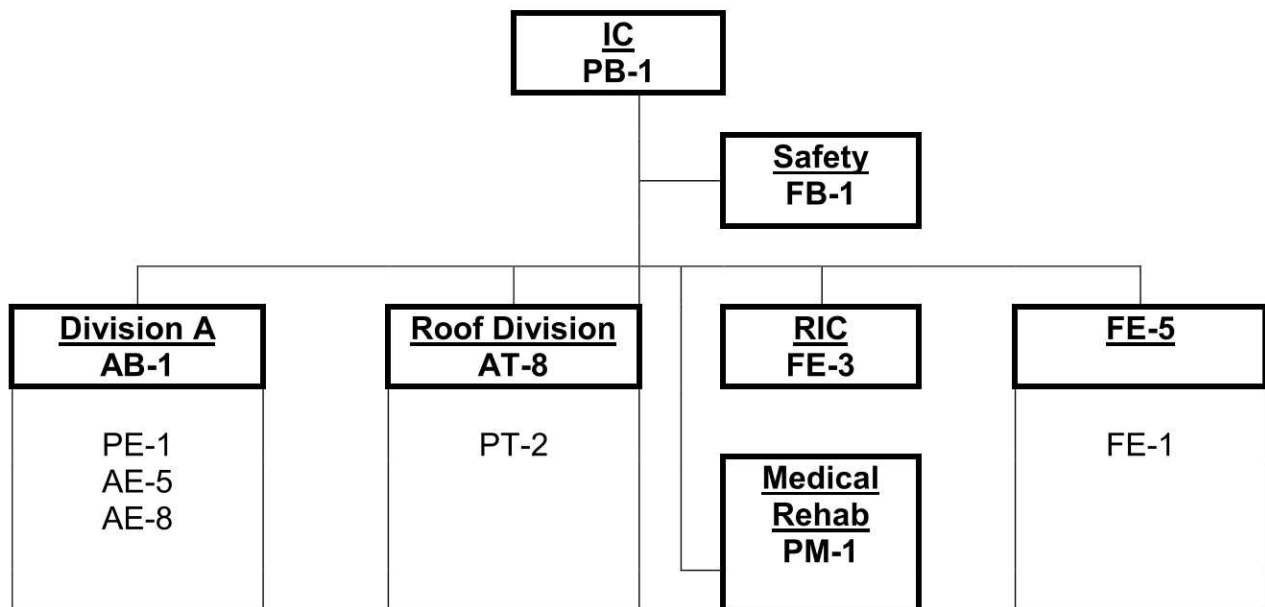 IC
PB-1
Safety
FB-1
Division A
AB-1
Roof Division
AT-8
RIC
FE-3
FE-5
PE-1
AE-5
AE-8
PT-2
Medical
Rehab
PM-1
FE-1